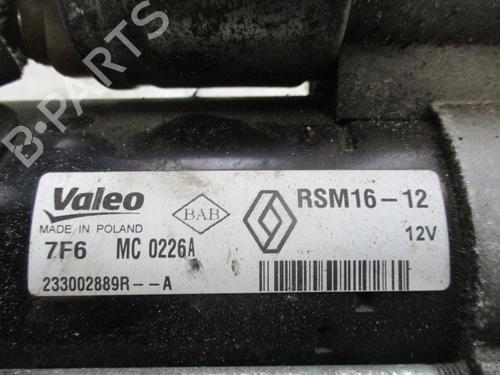 B-PARTS
Valeo
MADE IN POLAND
BAB
RSM16-12
12V
7F6 MC 0226A
233002889R--A